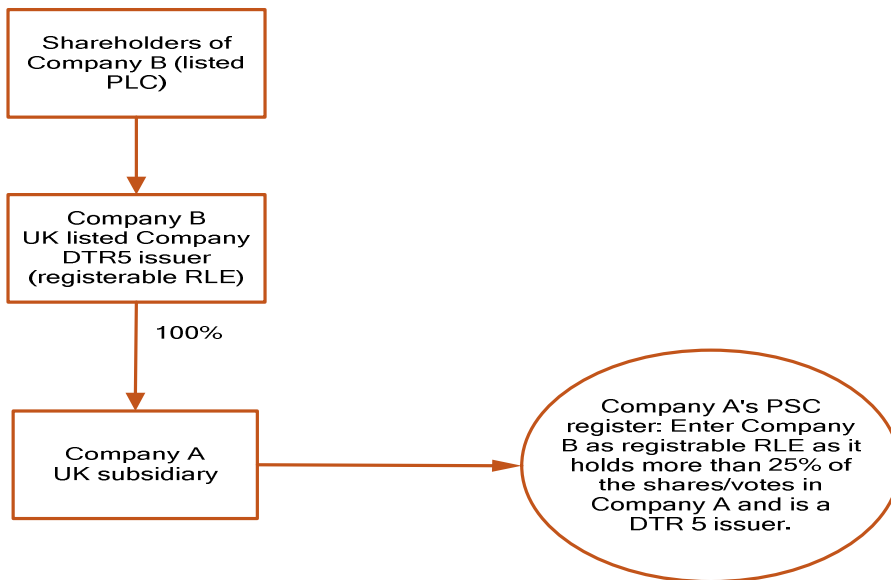 Shareholders of
Company B (listed
PLC)
Company B
UK listed Company
DTR5 issuer
(registerable RLE)
100%
Company A
UK subsidiary
Company A's PSC
register: Enter Company
B as registrable RLE as it
holds more than 25% of
the shares/votes in
Company A and is a
DTR 5 issuer.